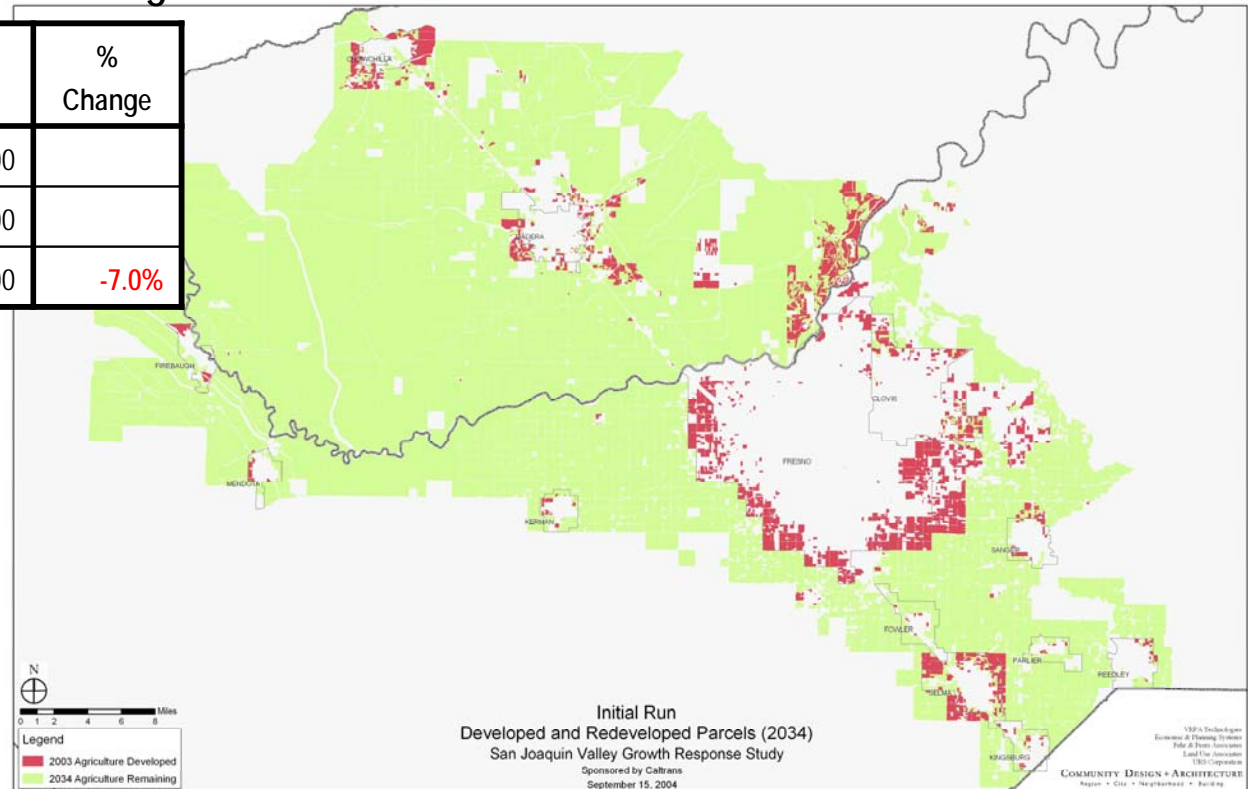 g
%
Change
00
00
00 -7.0%
CHOWCHILLA
MADERA
FIREBAUGH
MENDOTA
KERMAN
CLOVIS
FRESNO
SANGER
FOWLER
PARLIER
REEDLEY
SELMA
KINGSBURG
N
0 1 2 4 6 8 Miles
Legend
2003 Agriculture Developed
2034 Agriculture Remaining
Initial Run
Developed and Redeveloped Parcels (2034)
San Joaquin Valley Growth Response Study
Sponsored by Caltrans
September 15, 2004
VRPA Technologies
Economic & Planning Systems
Fehr & Peers Associates
Land Use Associates
URS Corporation
COMMUNITY DESIGN + ARCHITECTURE
Region • City • Neighborhood • Building